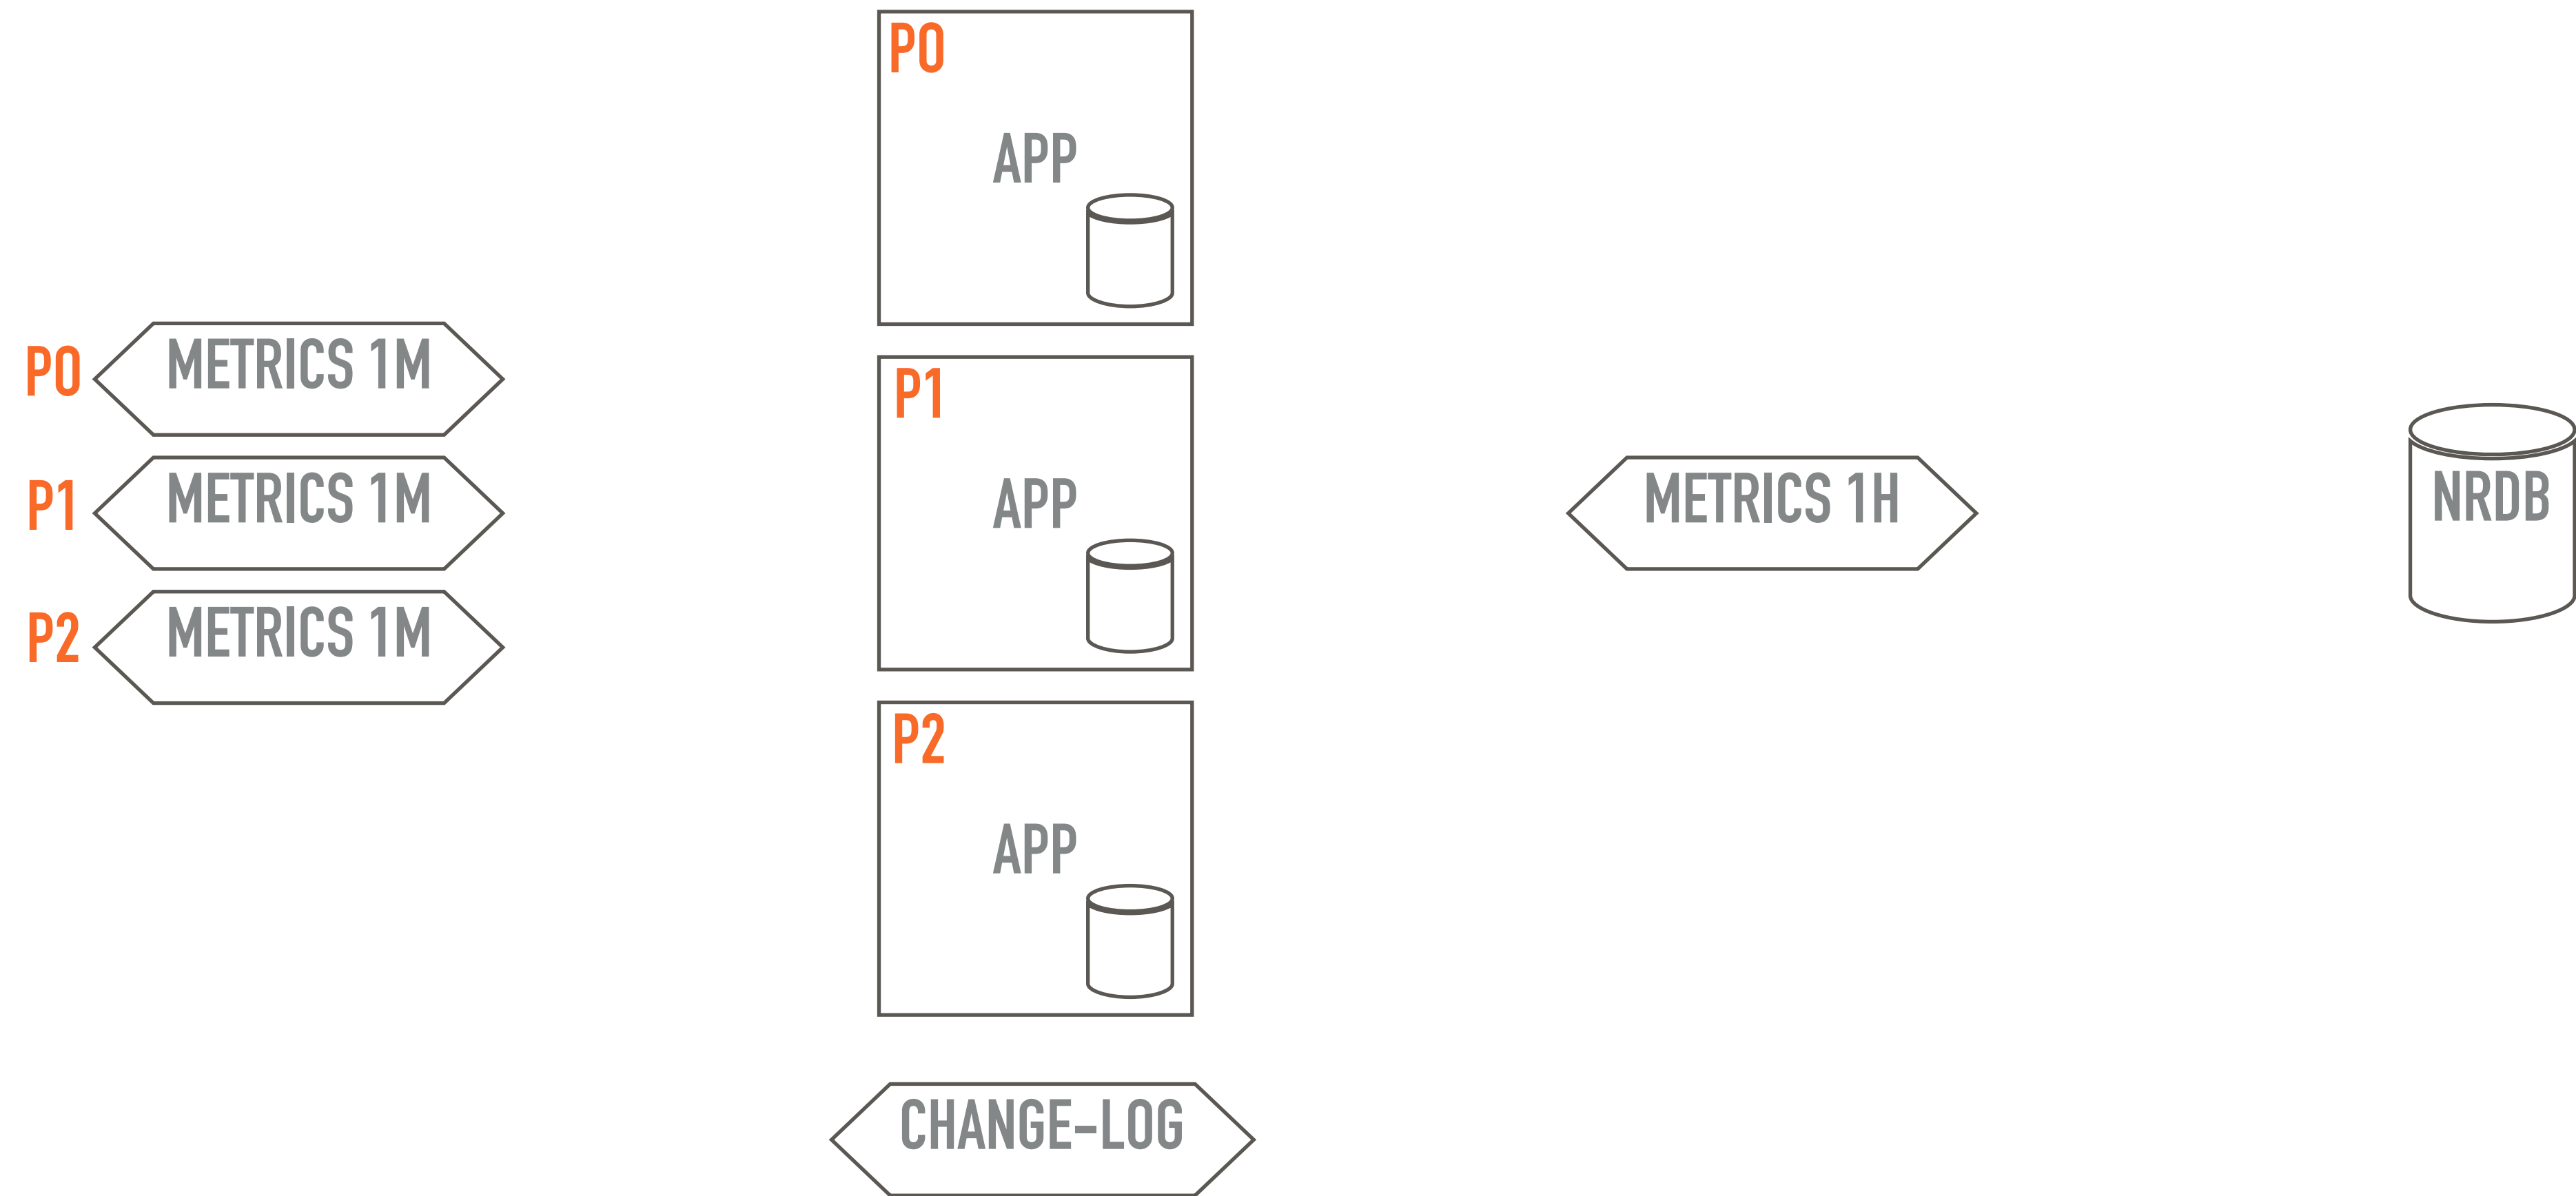 P0
METRICS 1M
P1
METRICS 1M
P2
METRICS 1M
P0
APP
P1
APP
P2
APP
CHANGE-LOG
METRICS 1H
NRDB